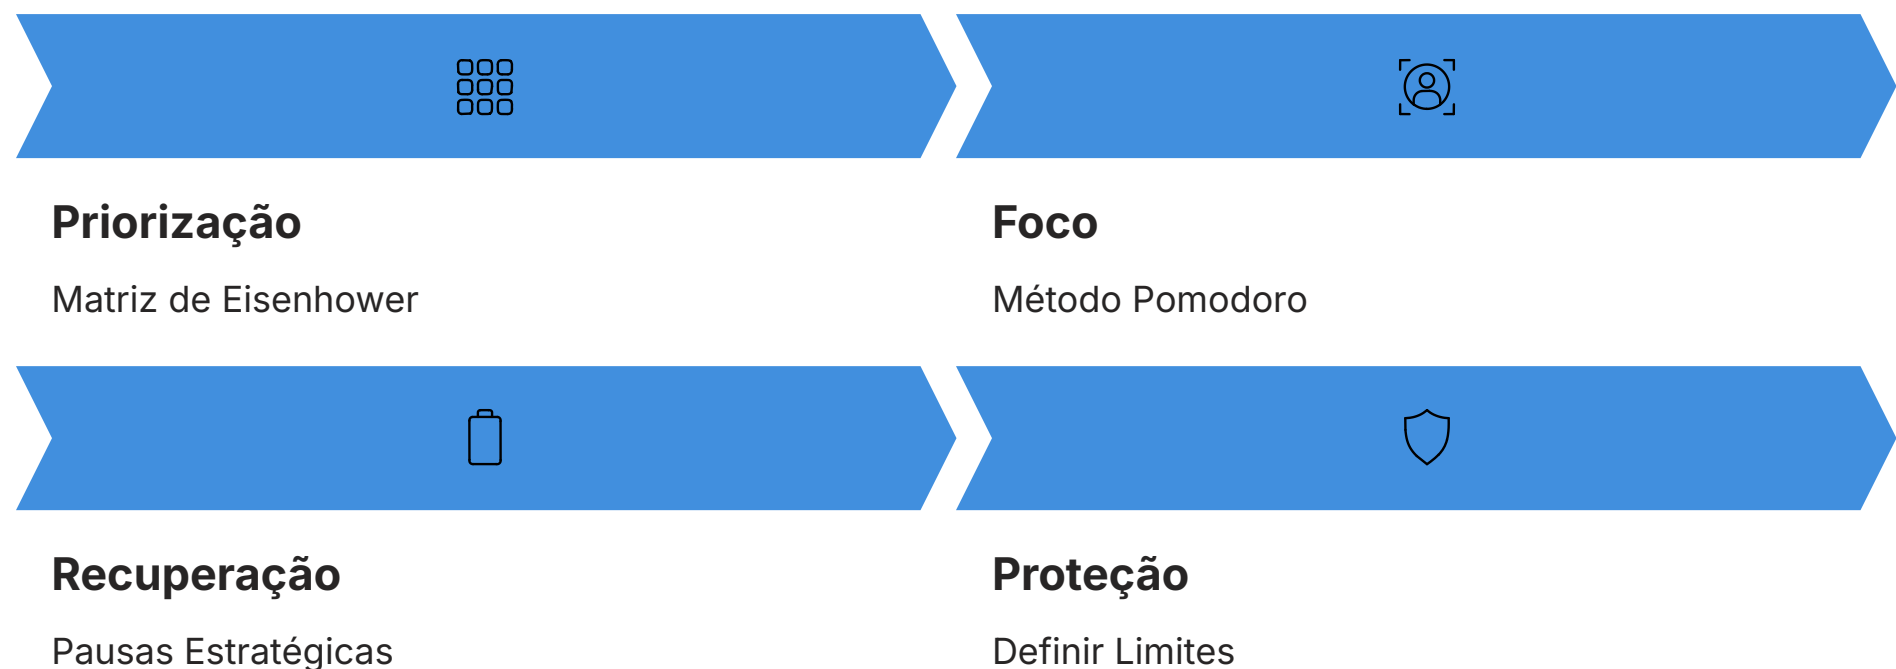 Priorização
Matriz de Eisenhower
Foco
Método Pomodoro
Recuperação
Pausas Estratégicas
Proteção
Definir Limites